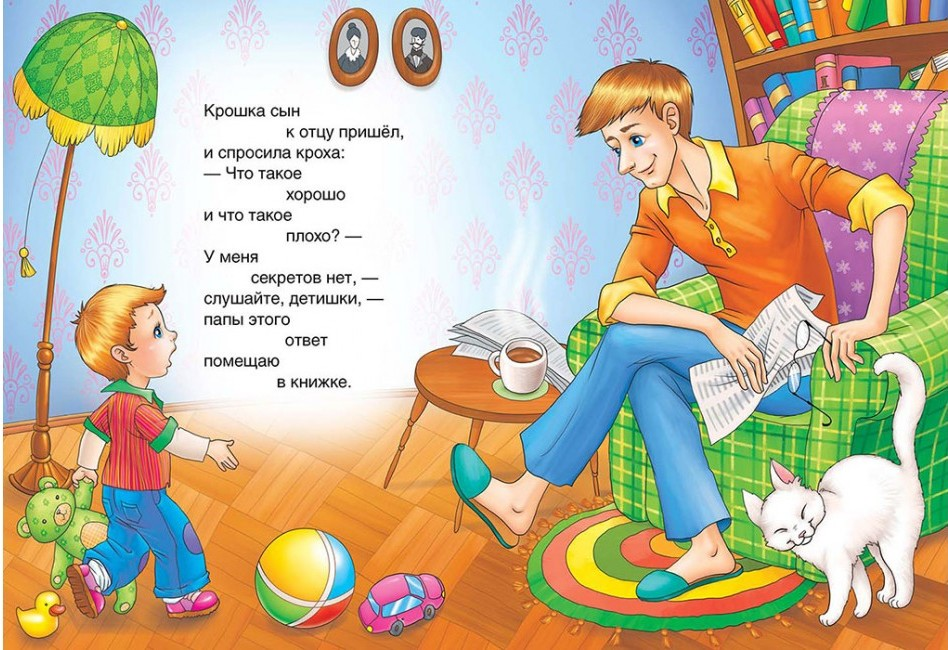 Крошка сын
к отцу пришёл,
и спросила кроха:
— Что такое
хорошо
и что такое
плохо? —
У меня
секретов нет, —
слушайте, детишки, —
папы этого
ответ
помещаю
в книжке.